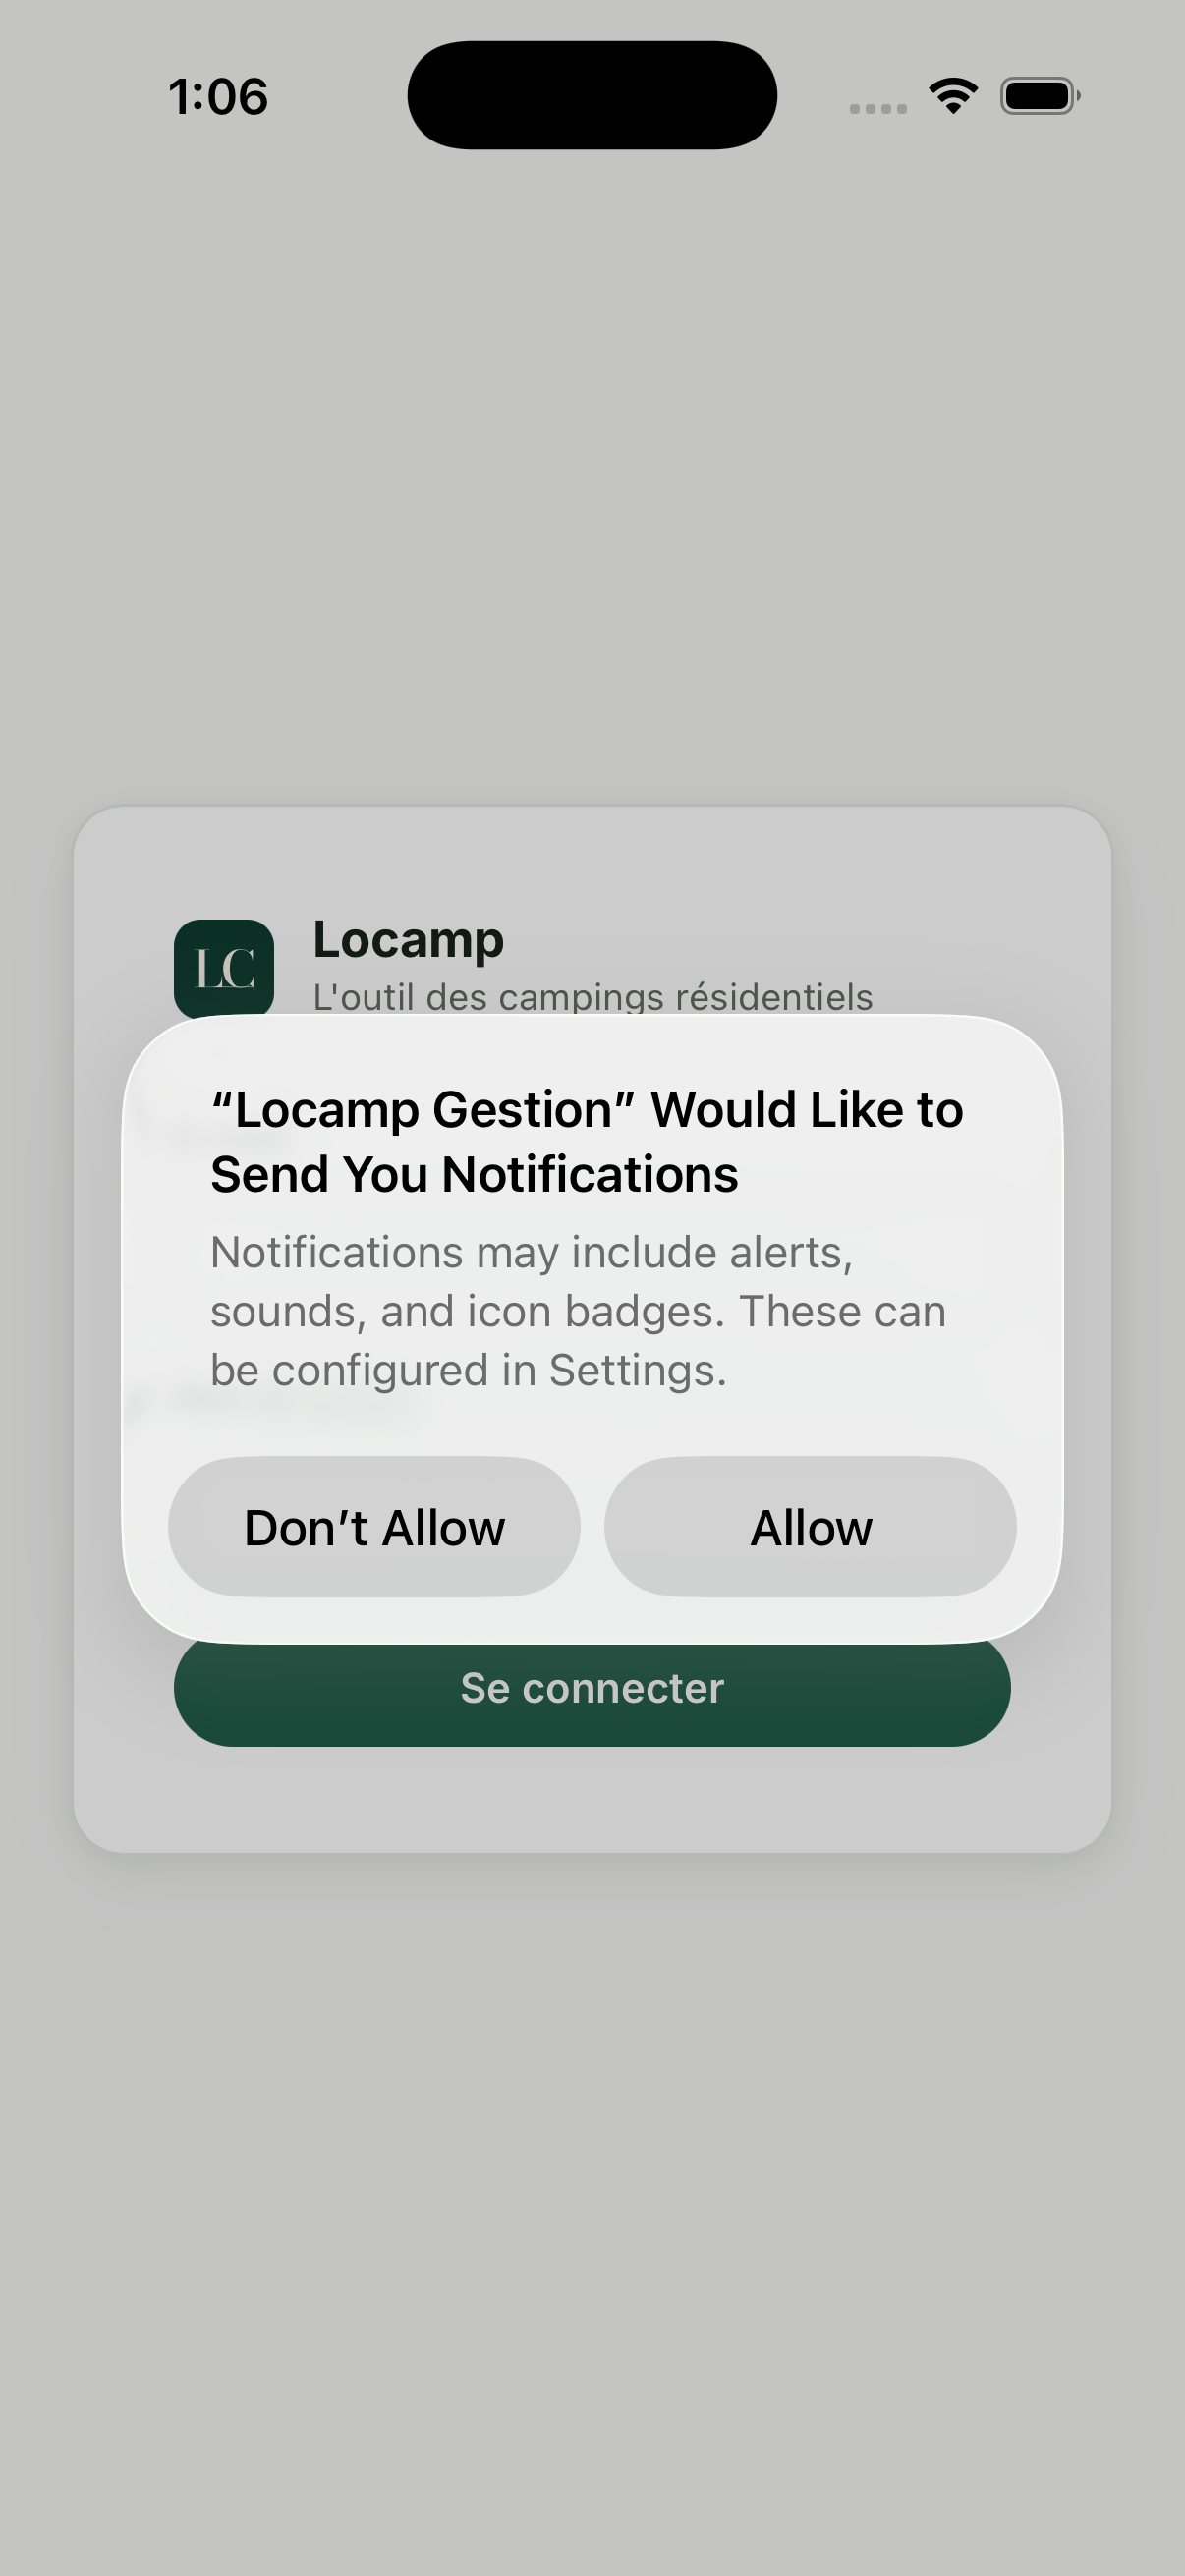 1:06
LC
Locamp
L'outil des campings résidentiels
“Locamp Gestion” Would Like to
Send You Notifications
Notifications may include alerts,
sounds, and icon badges. These can
be configured in Settings.
Don’t Allow
Allow
Se connecter